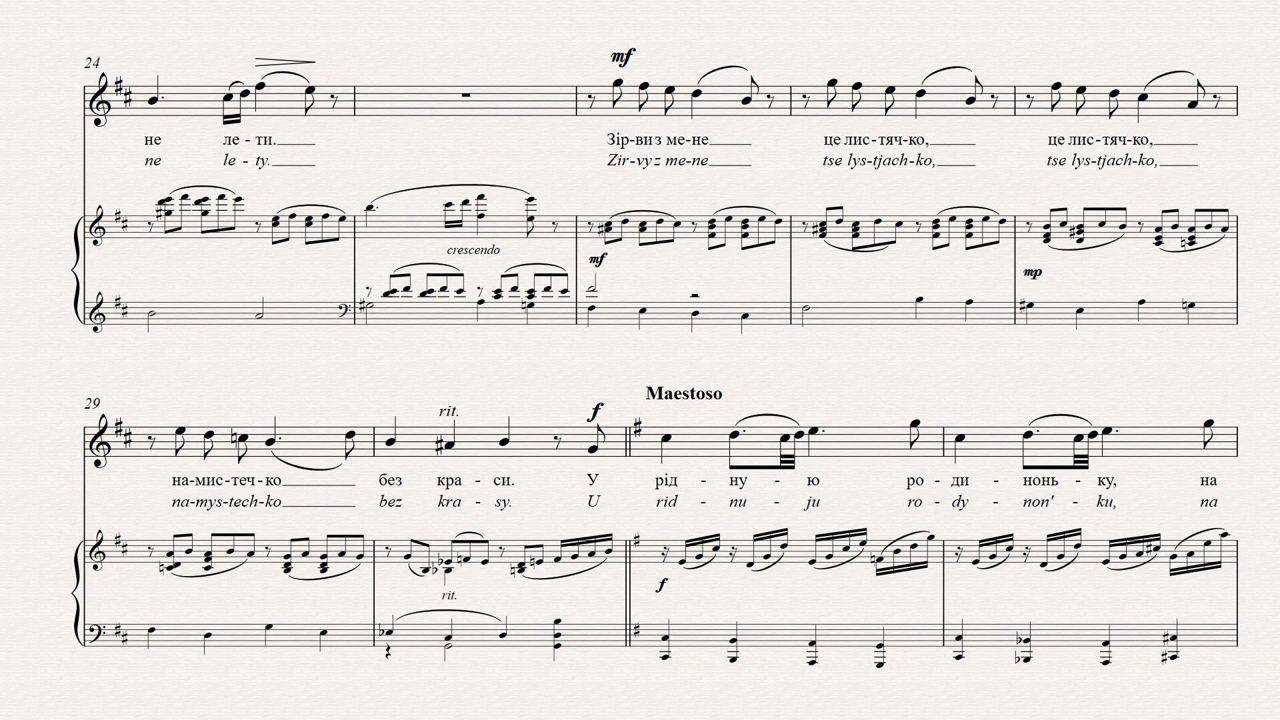 24
mf
не ле - ти.
ne le - ty.
Зір-ви з ме-не це лис-тяч-ко, це лис-тяч-ко,
Zir-vy z me-ne tse lys-tjach-ko, tse lys-tjach-ko,
crescendo
mf
mp
Maestoso
29
rit.
f
на-мис-теч-ко без кра - си. У рід - ну - ю ро - ди - нонь - ку, на
na-mys-tech-ko bez kra - sy. U rid - nu - ju ro - dy - non' - ku, na
f
rit.